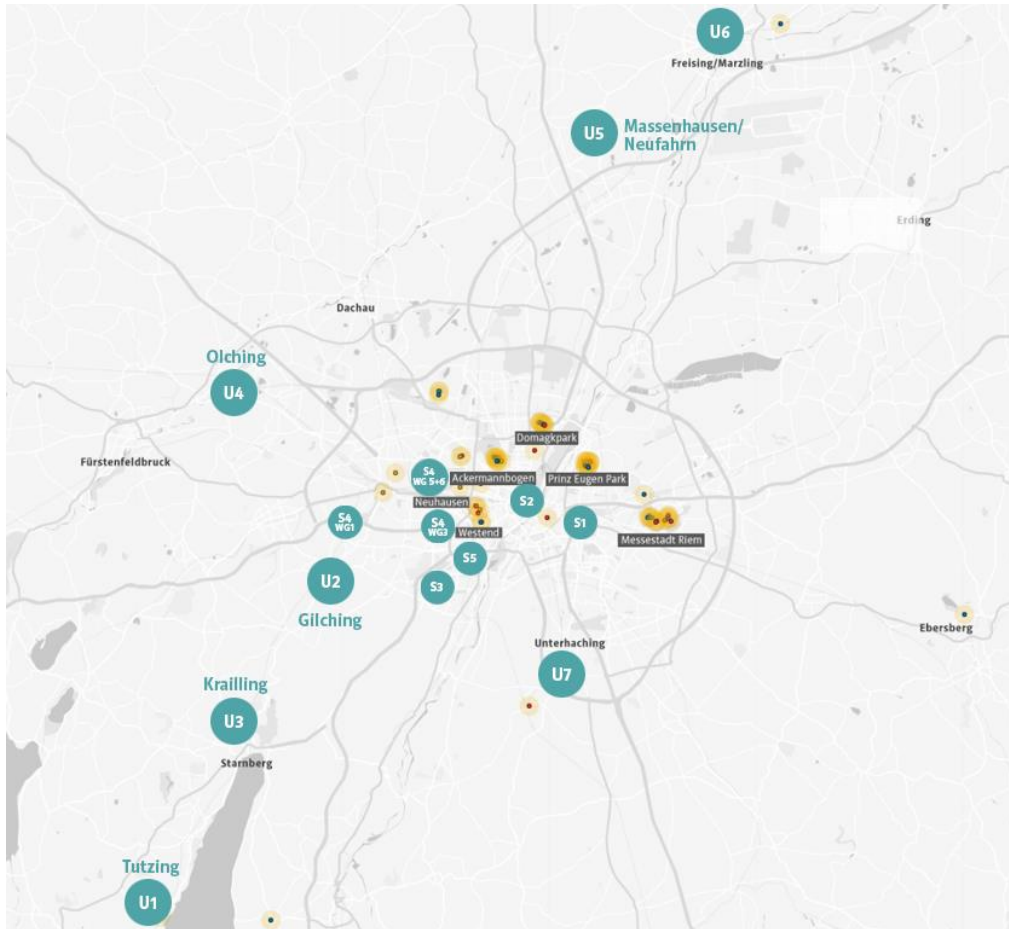 U6
Freising/Marzling
U5
Massenhausen/
Neufahrn
Erding
Dachau
Olching
U4
Domagkpark
Fürstenfeldbruck
S4
WG 5+6
Ackermannbogen
Prinz Eugen Park
Neuhausen
S2
S4
WG1
S4
WG3
Westend
S1
Messestadt Riem
S5
U2
S3
Gilching
Ebersberg
Unterhaching
U7
Krailling
U3
Starnberg
Tutzing
U1